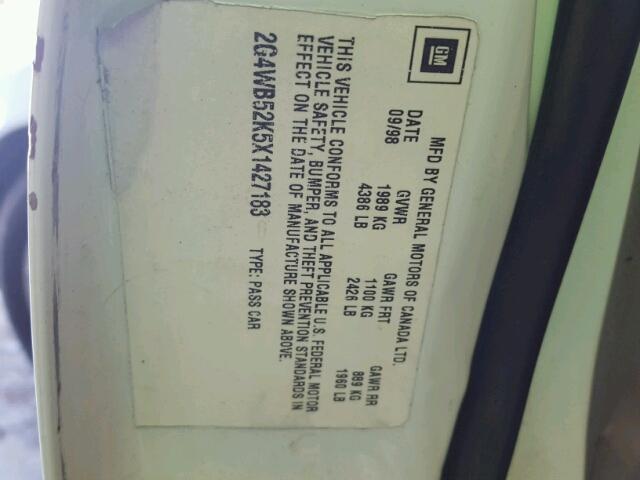 GM
MFD BY GENERAL MOTORS OF CANADA LTD.
DATE GVWR GAWR FRT GAWR RR
09/98 1989 KG 1100 KG 889 KG
4386 LB 2426 LB 1960 LB
THIS VEHICLE CONFORMS TO ALL APPLICABLE U.S. FEDERAL MOTOR
VEHICLE SAFETY, BUMPER, AND THEFT PREVENTION STANDARDS IN
EFFECT ON THE DATE OF MANUFACTURE SHOWN ABOVE.
2G4WB52K5X1427183 TYPE: PASS CAR